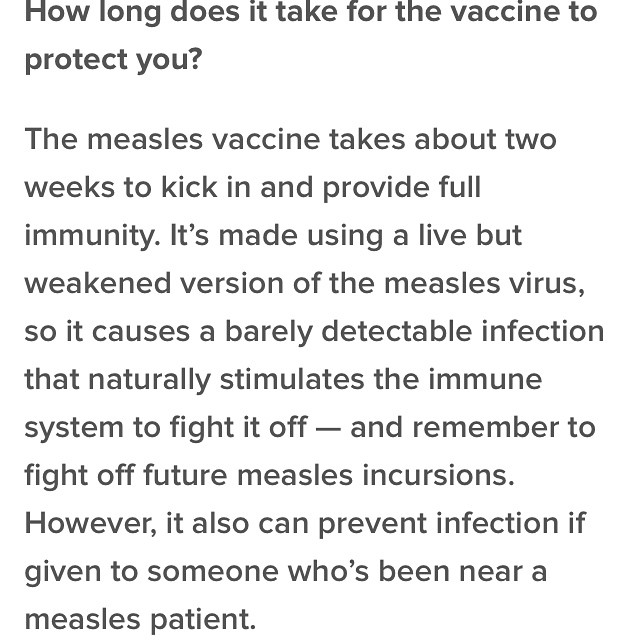 How long does it take for the vaccine to
protect you?
The measles vaccine takes about two
weeks to kick in and provide full
immunity. It’s made using a live but
weakened version of the measles virus,
so it causes a barely detectable infection
that naturally stimulates the immune
system to fight it off — and remember to
fight off future measles incursions.
However, it also can prevent infection if
given to someone who’s been near a
measles patient.